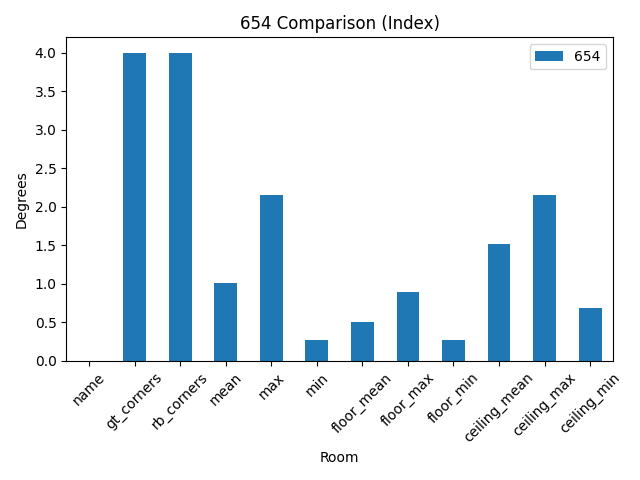 654 Comparison (Index)
654
Degrees
4.0
3.5
3.0
2.5
2.0
1.5
1.0
0.5
0.0
name
gt_corners
rb_corners
mean
max
min
floor_mean
floor_max
floor_min
ceiling_mean
ceiling_max
ceiling_min
Room